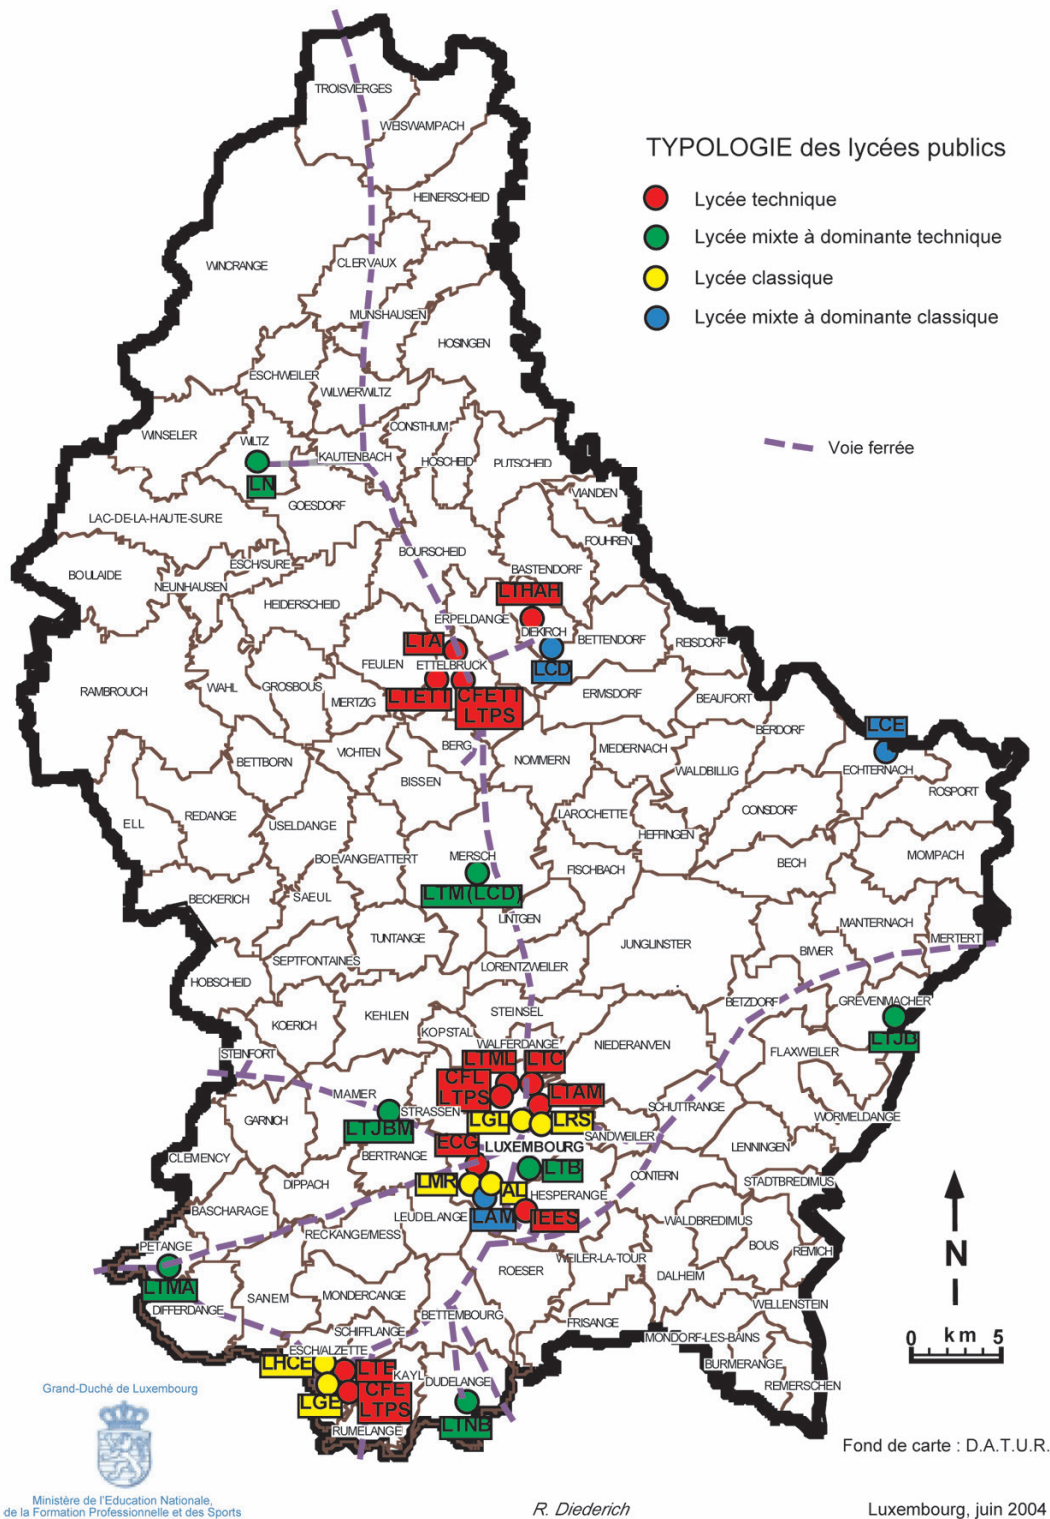 TROISVIERGES
WEISWAMPACH
TYPOLOGIE des lycées publics
Lycée technique
Lycée mixte à dominante technique
Lycée classique
Lycée mixte à dominante classique
Voie ferrée
HEINERSCHEID
WINCRANGE
CLERVAUX
MUNSHAUSEN
HOSINGEN
ESCHWEILER
WILWERWILTZ
CONSTHUM
WINSELER
WILTZ
KAUTENBACH
HOSCHEID
PUTSCHEID
LN
GOESDORF
VIANDEN
LAC-DE-LA-HAUTE-SURE
FOUHREN
BOURSCHEID
ESCH/SURE
BASTENDORF
BOULAIDE
NEUNHAUSEN
LTHAH
HEIDERSCHEID
ERPELDANGE
DIEKIRCH
BETTENDORF
REISDORF
LTA
FEULEN
ETTELBRUCK
LCD
RAMBROUCH
WAHL
GROSBOUS
MERTZIG
LTETT
CFETT
LTPS
ERMSDORF
BEAUFORT
LCE
BERDORF
VICHTEN
BERG
MEDERNACH
BETTBORN
NOMMERN
WALDBILLIG
ECHTERNACH
BISSEN
ROSPORT
ELL
REDANGE
USELDANGE
LAROCHETTE
CONSDORF
HEFFINGEN
BOEVANGE/ATTERT
MERSCH
FISCHBACH
BECH
MOMPACH
BECKERICH
SAEUL
LTM(LCD)
LINTGEN
MANTERNACH
TUNTANGE
JUNGLINSTER
BIWER
MERTERT
SEPTFONTAINES
LORENTZWEILER
HOBSCHEID
BETZDORF
GREVENMACHER
KEHLEN
STEINSEL
KOERICH
KOPSTAL
WALFERDANGE
NIEDERANVEN
LTJB
STEINFORT
LTML
LTC
FLAXWEILER
CFL
LTPS
MAMER
LTAM
STRASSEN
SCHUTTRANGE
WORMELDANGE
GARNICH
LTJBM
LGL
LRS
SANDWEILER
ECG
LUXEMBOURG
LENNINGEN
CLEMENCY
BERTRANGE
LTB
DIPPACH
LMR
AL
HESPERANGE
CONTERN
STADTBREDIMUS
BASCHARAGE
LEUDELANGE
LAM
IEES
WALDBREDIMUS
RECKANGE/MESS
PETANGE
WEILER-LA-TOUR
BOUS
REMICH
N
ROESER
DALHEIM
LTMA
SANEM
MONDERCANGE
DIFFERDANGE
BETTEMBOURG
WELLENSTEIN
FRISANGE
SCHIFFLANGE
MONDORF-LES-BAINS
0 km 5
ESCH/ALZETTE
LHCE
LTE
KAYL
BURMERANGE
DUDELANGE
REMERSCHEN
CFE
LTPS
LGE
LTNB
RUMELANGE
Grand-Duché de Luxembourg
Fond de carte : D.A.T.U.R.
Ministère de l'Education Nationale,
de la Formation Professionnelle et des Sports
R. Diederich
Luxembourg, juin 2004